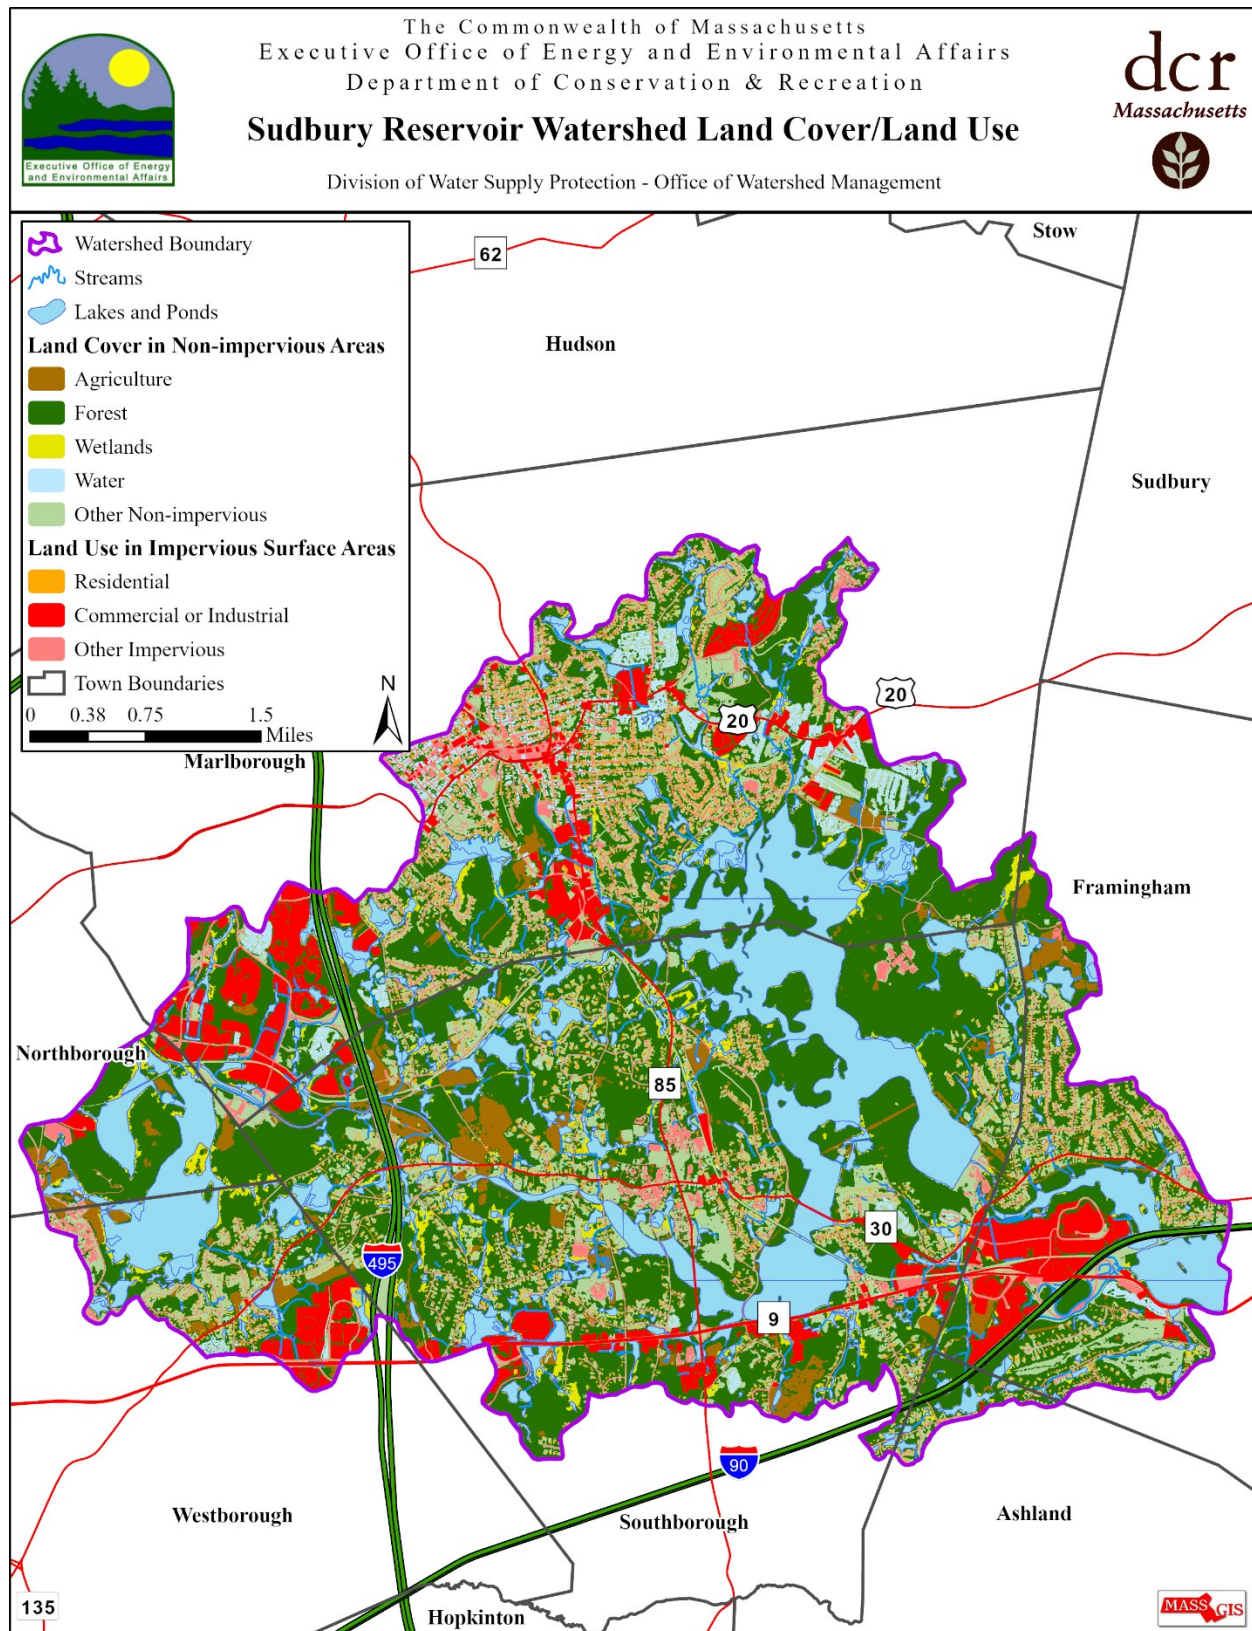 The Commonwealth of Massachusetts
Executive Office of Energy and Environmental Affairs
Department of Conservation & Recreation
Sudbury Reservoir Watershed Land Cover/Land Use
Division of Water Supply Protection - Office of Watershed Management
Executive Office of Energy
and Environmental Affairs
dcr
Massachusetts
Watershed Boundary
Streams
Lakes and Ponds
Land Cover in Non-impervious Areas
Agriculture
Forest
Wetlands
Water
Other Non-impervious
Land Use in Impervious Surface Areas
Residential
Commercial or Industrial
Other Impervious
Town Boundaries
N
0 0.38 0.75 1.5
Miles
Stow
62
Hudson
Sudbury
20
20
Marlborough
Framingham
Northborough
85
30
495
9
90
Westborough
Southborough
Ashland
135
Hopkinton
MASS GIS